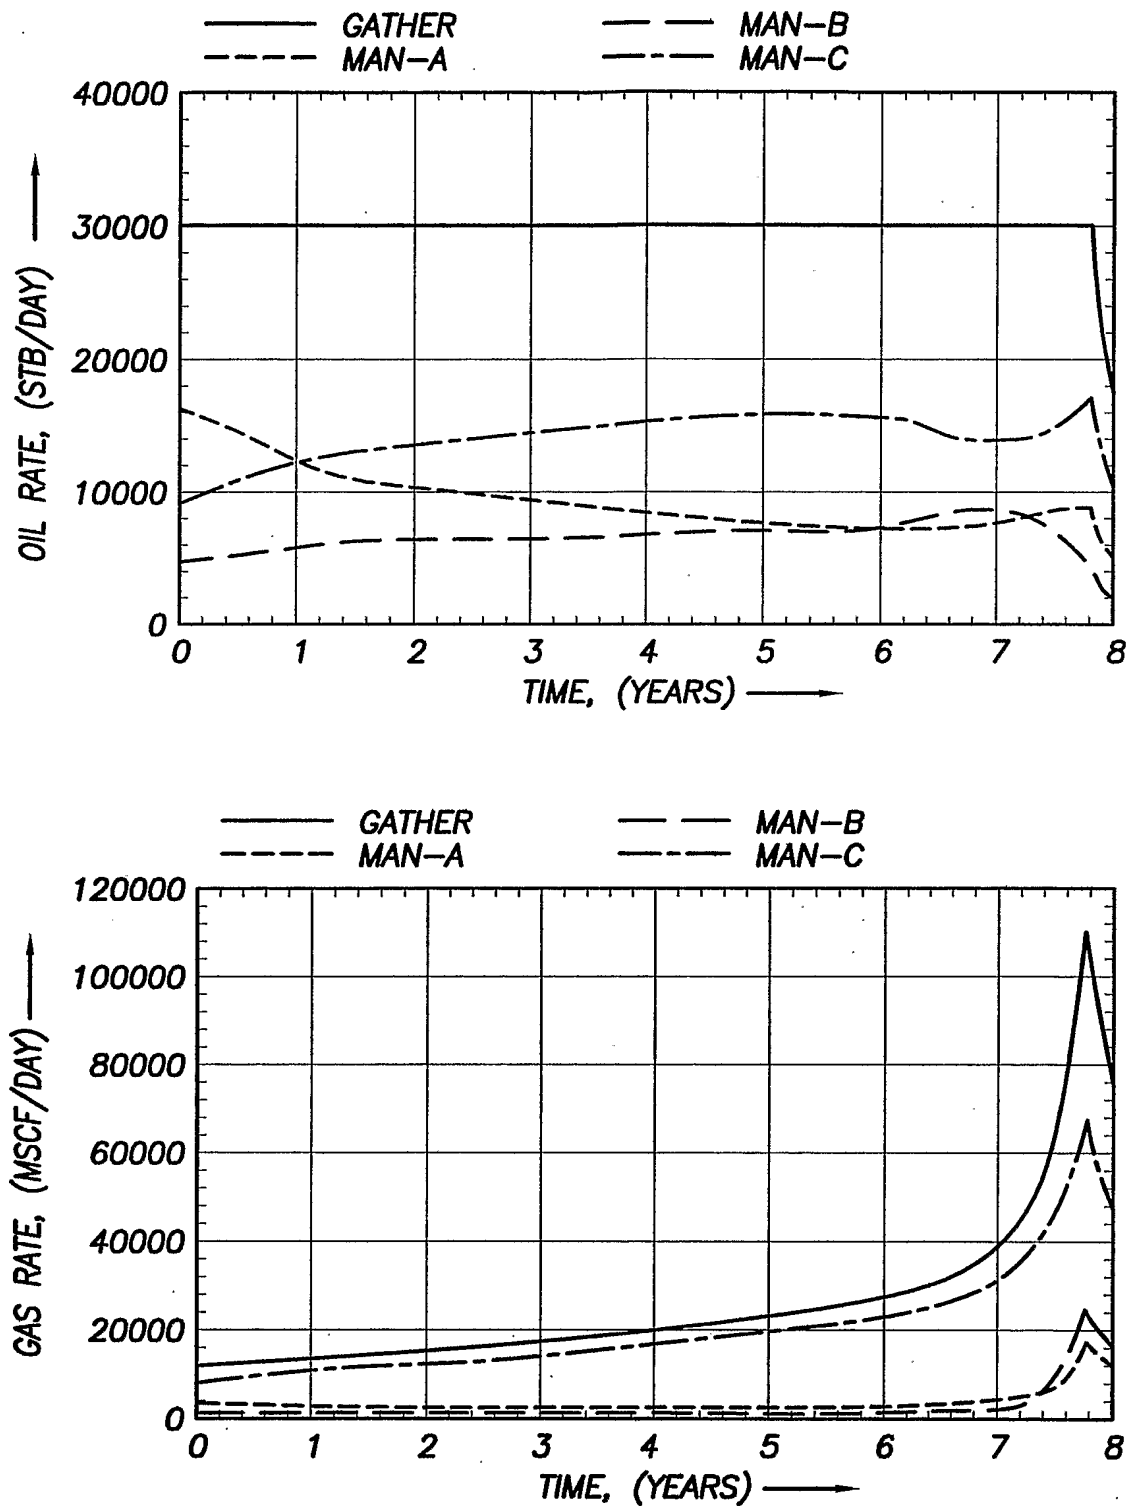 GATHER MAN–B
MAN–A MAN–C
40000
30000
20000
10000
0
OIL RATE, (STB/DAY)
0 1 2 3 4 5 6 7 8
TIME, (YEARS)
GATHER MAN–B
MAN–A MAN–C
120000
100000
80000
60000
40000
20000
0
GAS RATE, (MSCF/DAY)
0 1 2 3 4 5 6 7 8
TIME, (YEARS)